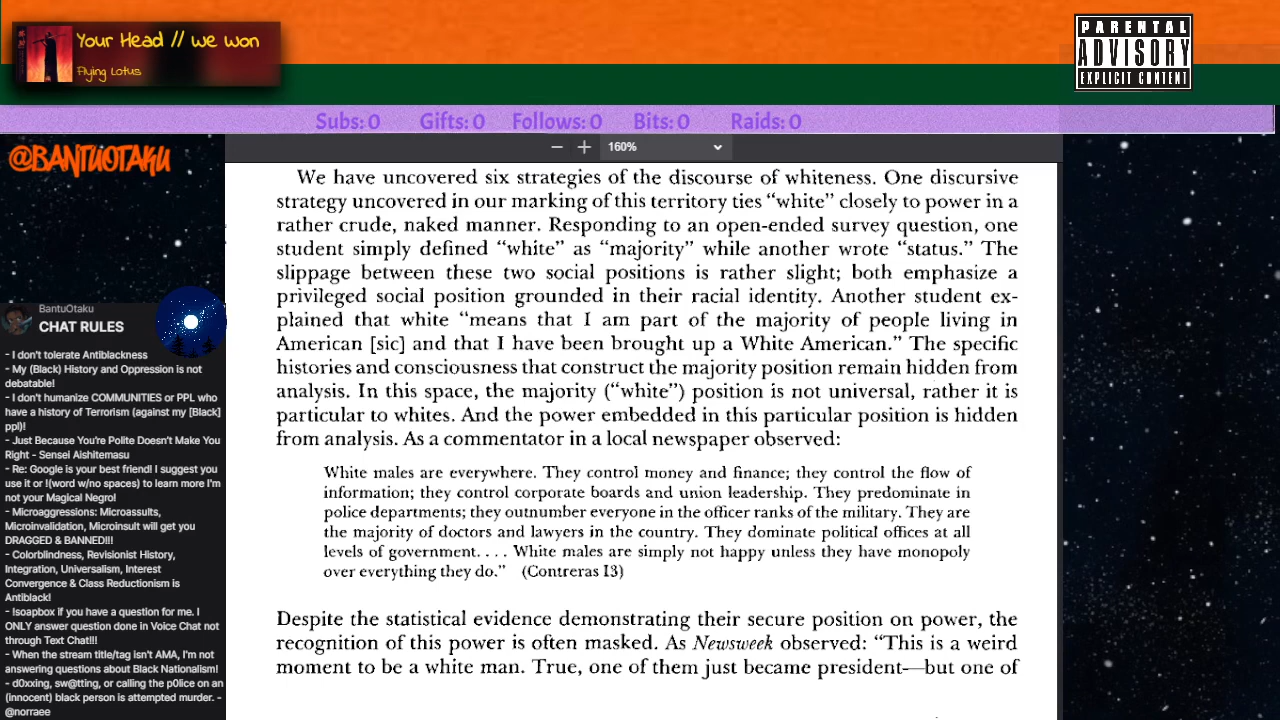 Your Head // we won
Flying Lotus
PARENTAL
ADVISORY
EXPLICIT CONTENT
Subs: 0 Gifts: 0 Follows: 0 Bits: 0 Raids: 0
@BANTUOTAKU
160%
BantuOtaku
CHAT RULES
- I don't tolerate Antiblackness
- My (Black) History and Oppression is not
debatable!
- I don't humanize COMMUNITIES or PPL who
have a history of Terrorism (against my [Black]
ppl)!
- Just Because You're Polite Doesn't Make You
Right - Sensei Aishitemasu
- Re: Google is your best friend! I suggest you
use it or !(word w/no spaces) to learn more I'm
not your Magical Negro!
- Microaggressions: Microassults,
Microinvalidation, Microinsult will get you
DRAGGED & BANNED!!!
- Colorblindness, Revisionist History,
Integration, Universalism, Interest
Convergence & Class Reductionism is
Antiblack!
- !soapbox if you have a question for me. I
ONLY answer question done in Voice Chat not
through Text Chat!!!
- When the stream title/tag isn't AMA, I'm not
answering questions about Black Nationalism!
- d0xxing, sw@tting, or calling the p0lice on an
(innocent) black person is attempted murder. -
@norraee
We have uncovered six strategies of the discourse of whiteness. One discursive
strategy uncovered in our marking of this territory ties “white” closely to power in a
rather crude, naked manner. Responding to an open-ended survey question, one
student simply defined “white” as “majority” while another wrote “status.” The
slippage between these two social positions is rather slight; both emphasize a
privileged social position grounded in their racial identity. Another student ex-
plained that white “means that I am part of the majority of people living in
American [sic] and that I have been brought up a White American.” The specific
histories and consciousness that construct the majority position remain hidden from
analysis. In this space, the majority (“white”) position is not universal, rather it is
particular to whites. And the power embedded in this particular position is hidden
from analysis. As a commentator in a local newspaper observed:
White males are everywhere. They control money and finance; they control the flow of
information; they control corporate boards and union leadership. They predominate in
police departments; they outnumber everyone in the officer ranks of the military. They are
the majority of doctors and lawyers in the country. They dominate political offices at all
levels of government. . . . White males are simply not happy unless they have monopoly
over everything they do.” (Contreras I3)
Despite the statistical evidence demonstrating their secure position on power, the
recognition of this power is often masked. As Newsweek observed: “This is a weird
moment to be a white man. True, one of them just became president—but one of